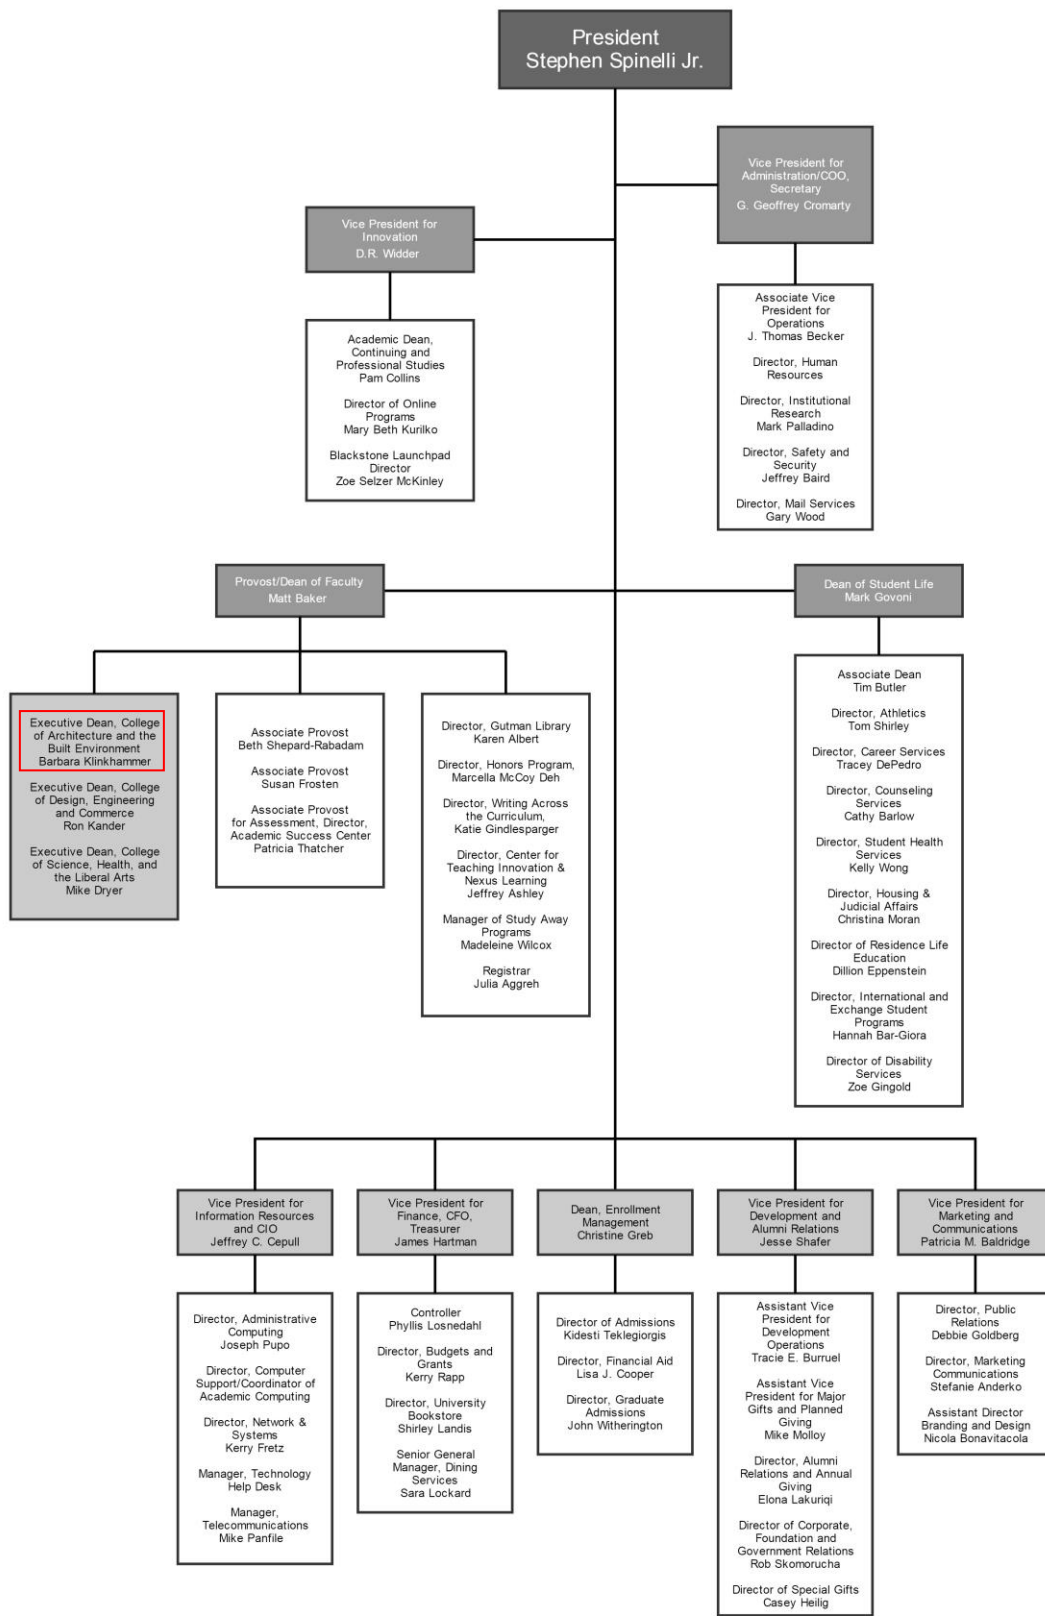 President
Stephen Spinelli Jr.
Vice President for
Administration/COO,
Secretary
G. Geoffrey Cromarty
Vice President for
Innovation
D.R. Widder
Associate Vice
President for
Operations
J. Thomas Becker
Director, Human
Resources
Director, Institutional
Research
Mark Palladino
Director, Safety and
Security
Jeffrey Baird
Director, Mail Services
Gary Wood
Academic Dean,
Continuing and
Professional Studies
Pam Collins
Director of Online
Programs
Mary Beth Kurilko
Blackstone Launchpad
Director
Zoe Selzer McKinley
Provost/Dean of Faculty
Matt Baker
Dean of Student Life
Mark Govoni
Executive Dean, College
of Architecture and the
Built Environment
Barbara Klinkhammer
Executive Dean, College
of Design, Engineering
and Commerce
Ron Kander
Executive Dean, College
of Science, Health, and
the Liberal Arts
Mike Dryer
Associate Provost
Beth Shepard-Rabadam
Associate Provost
Susan Frosten
Associate Provost
for Assessment, Director,
Academic Success Center
Patricia Thatcher
Director, Gutman Library
Karen Albert
Director, Honors Program,
Marcella McCoy Deh
Director, Writing Across
the Curriculum,
Katie Gindlesparger
Director, Center for
Teaching Innovation &
Nexus Learning
Jeffrey Ashley
Manager of Study Away
Programs
Madeleine Wilcox
Registrar
Julia Aggreh
Associate Dean
Tim Butler
Director, Athletics
Tom Shirley
Director, Career Services
Tracey DePedro
Director, Counseling
Services
Cathy Barlow
Director, Student Health
Services
Kelly Wong
Director, Housing &
Judicial Affairs
Christina Moran
Director of Residence Life
Education
Dillion Eppenstein
Director, International and
Exchange Student
Programs
Hannah Bar-Giora
Director of Disability
Services
Zoe Gingold
Vice President for
Information Resources
and CIO
Jeffrey C. Cepull
Vice President for
Finance, CFO,
Treasurer
James Hartman
Dean, Enrollment
Management
Christine Greb
Vice President for
Development and
Alumni Relations
Jesse Shafer
Vice President for
Marketing and
Communications
Patricia M. Baldridge
Director, Administrative
Computing
Joseph Pupo
Director, Computer
Support/Coordinator of
Academic Computing
Director, Network &
Systems
Kerry Fretz
Manager, Technology
Help Desk
Manager,
Telecommunications
Mike Panfile
Controller
Phyllis Losnedahl
Director, Budgets and
Grants
Kerry Rapp
Director, University
Bookstore
Shirley Landis
Senior General
Manager, Dining
Services
Sara Lockard
Director of Admissions
Kidesti Teklegiorgis
Director, Financial Aid
Lisa J. Cooper
Director, Graduate
Admissions
John Witherington
Assistant Vice
President for
Development
Operations
Tracie E. Burruel
Assistant Vice
President for Major
Gifts and Planned
Giving
Mike Molloy
Director, Alumni
Relations and Annual
Giving
Elona Lakuriqi
Director of Corporate,
Foundation and
Government Relations
Rob Skomorucha
Director of Special Gifts
Casey Heilig
Director, Public
Relations
Debbie Goldberg
Director, Marketing
Communications
Stefanie Anderko
Assistant Director
Branding and Design
Nicola Bonavitacola